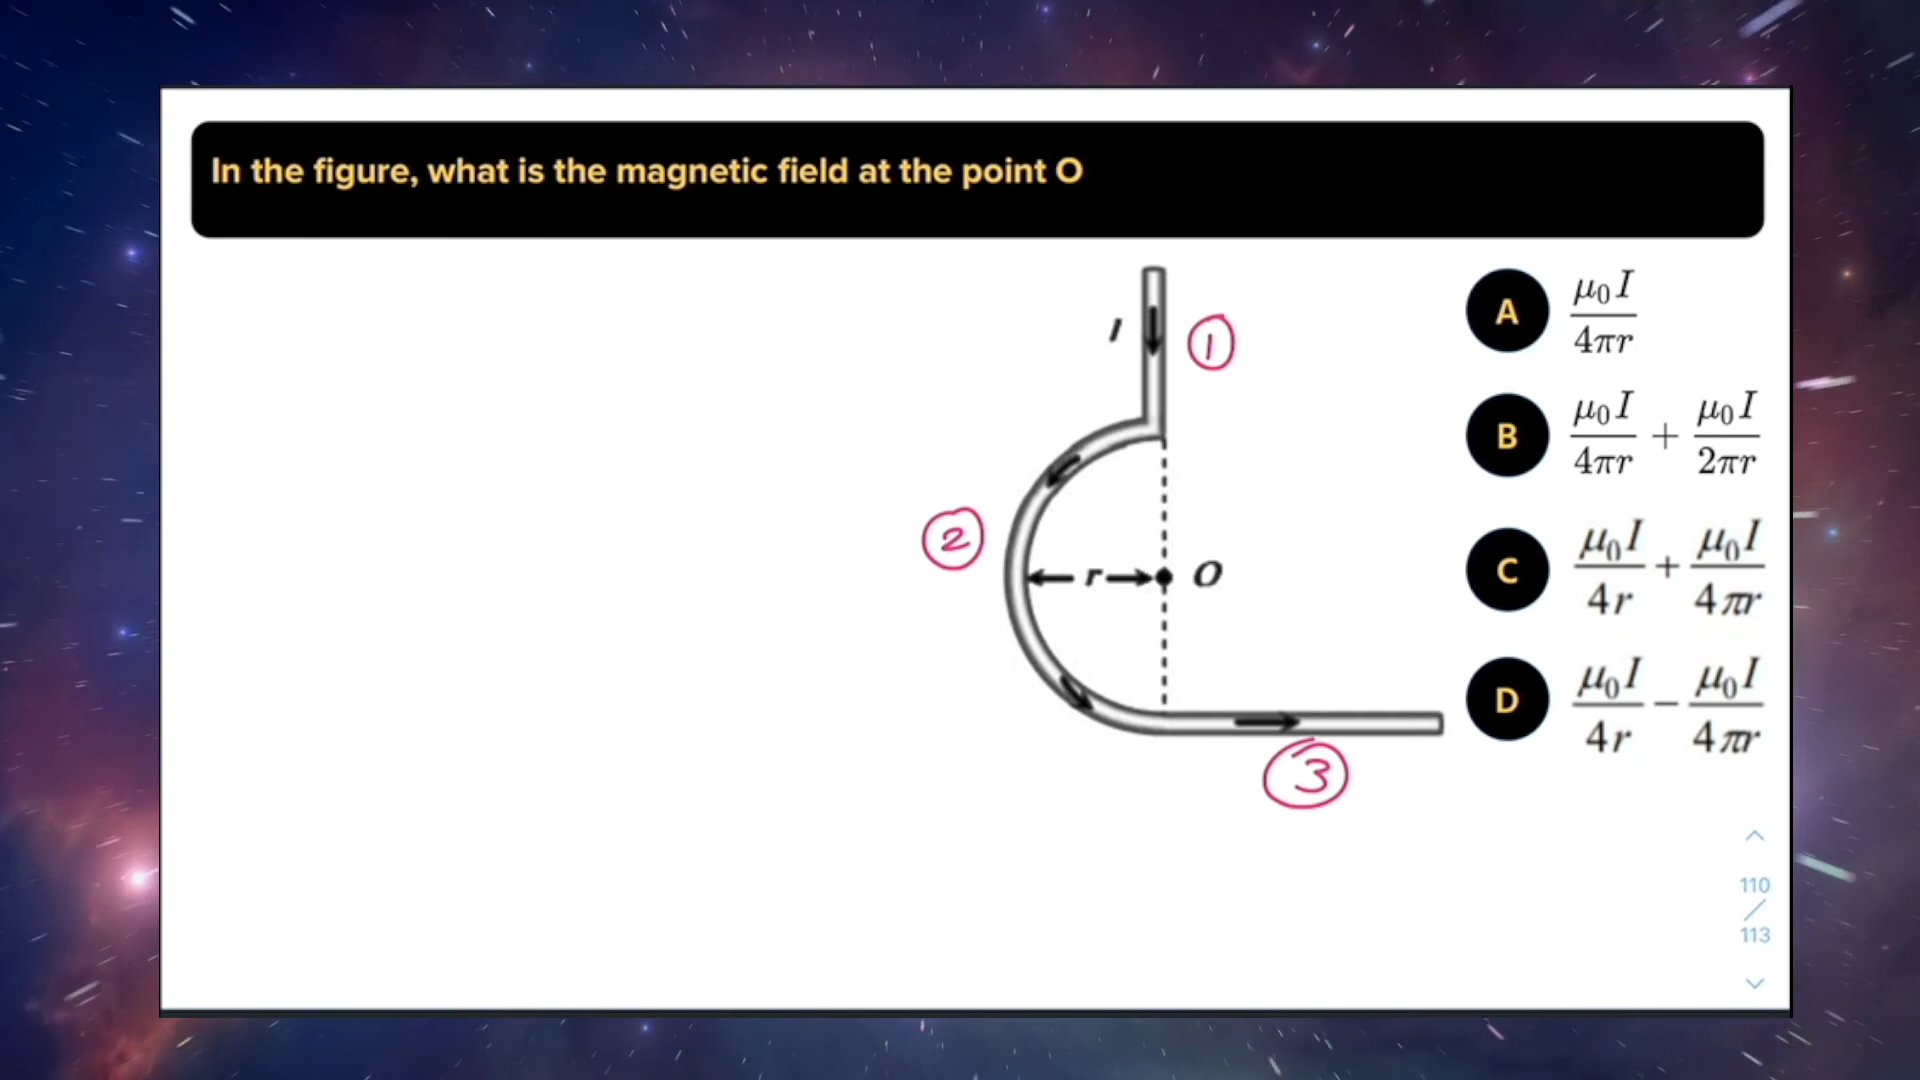 In the figure, what is the magnetic field at the point O
I
①
②
r
O
③
A μ₀I/4πr
B μ₀I/4πr + μ₀I/2πr
C μ₀I/4r + μ₀I/4πr
D μ₀I/4r − μ₀I/4πr
110
/
113